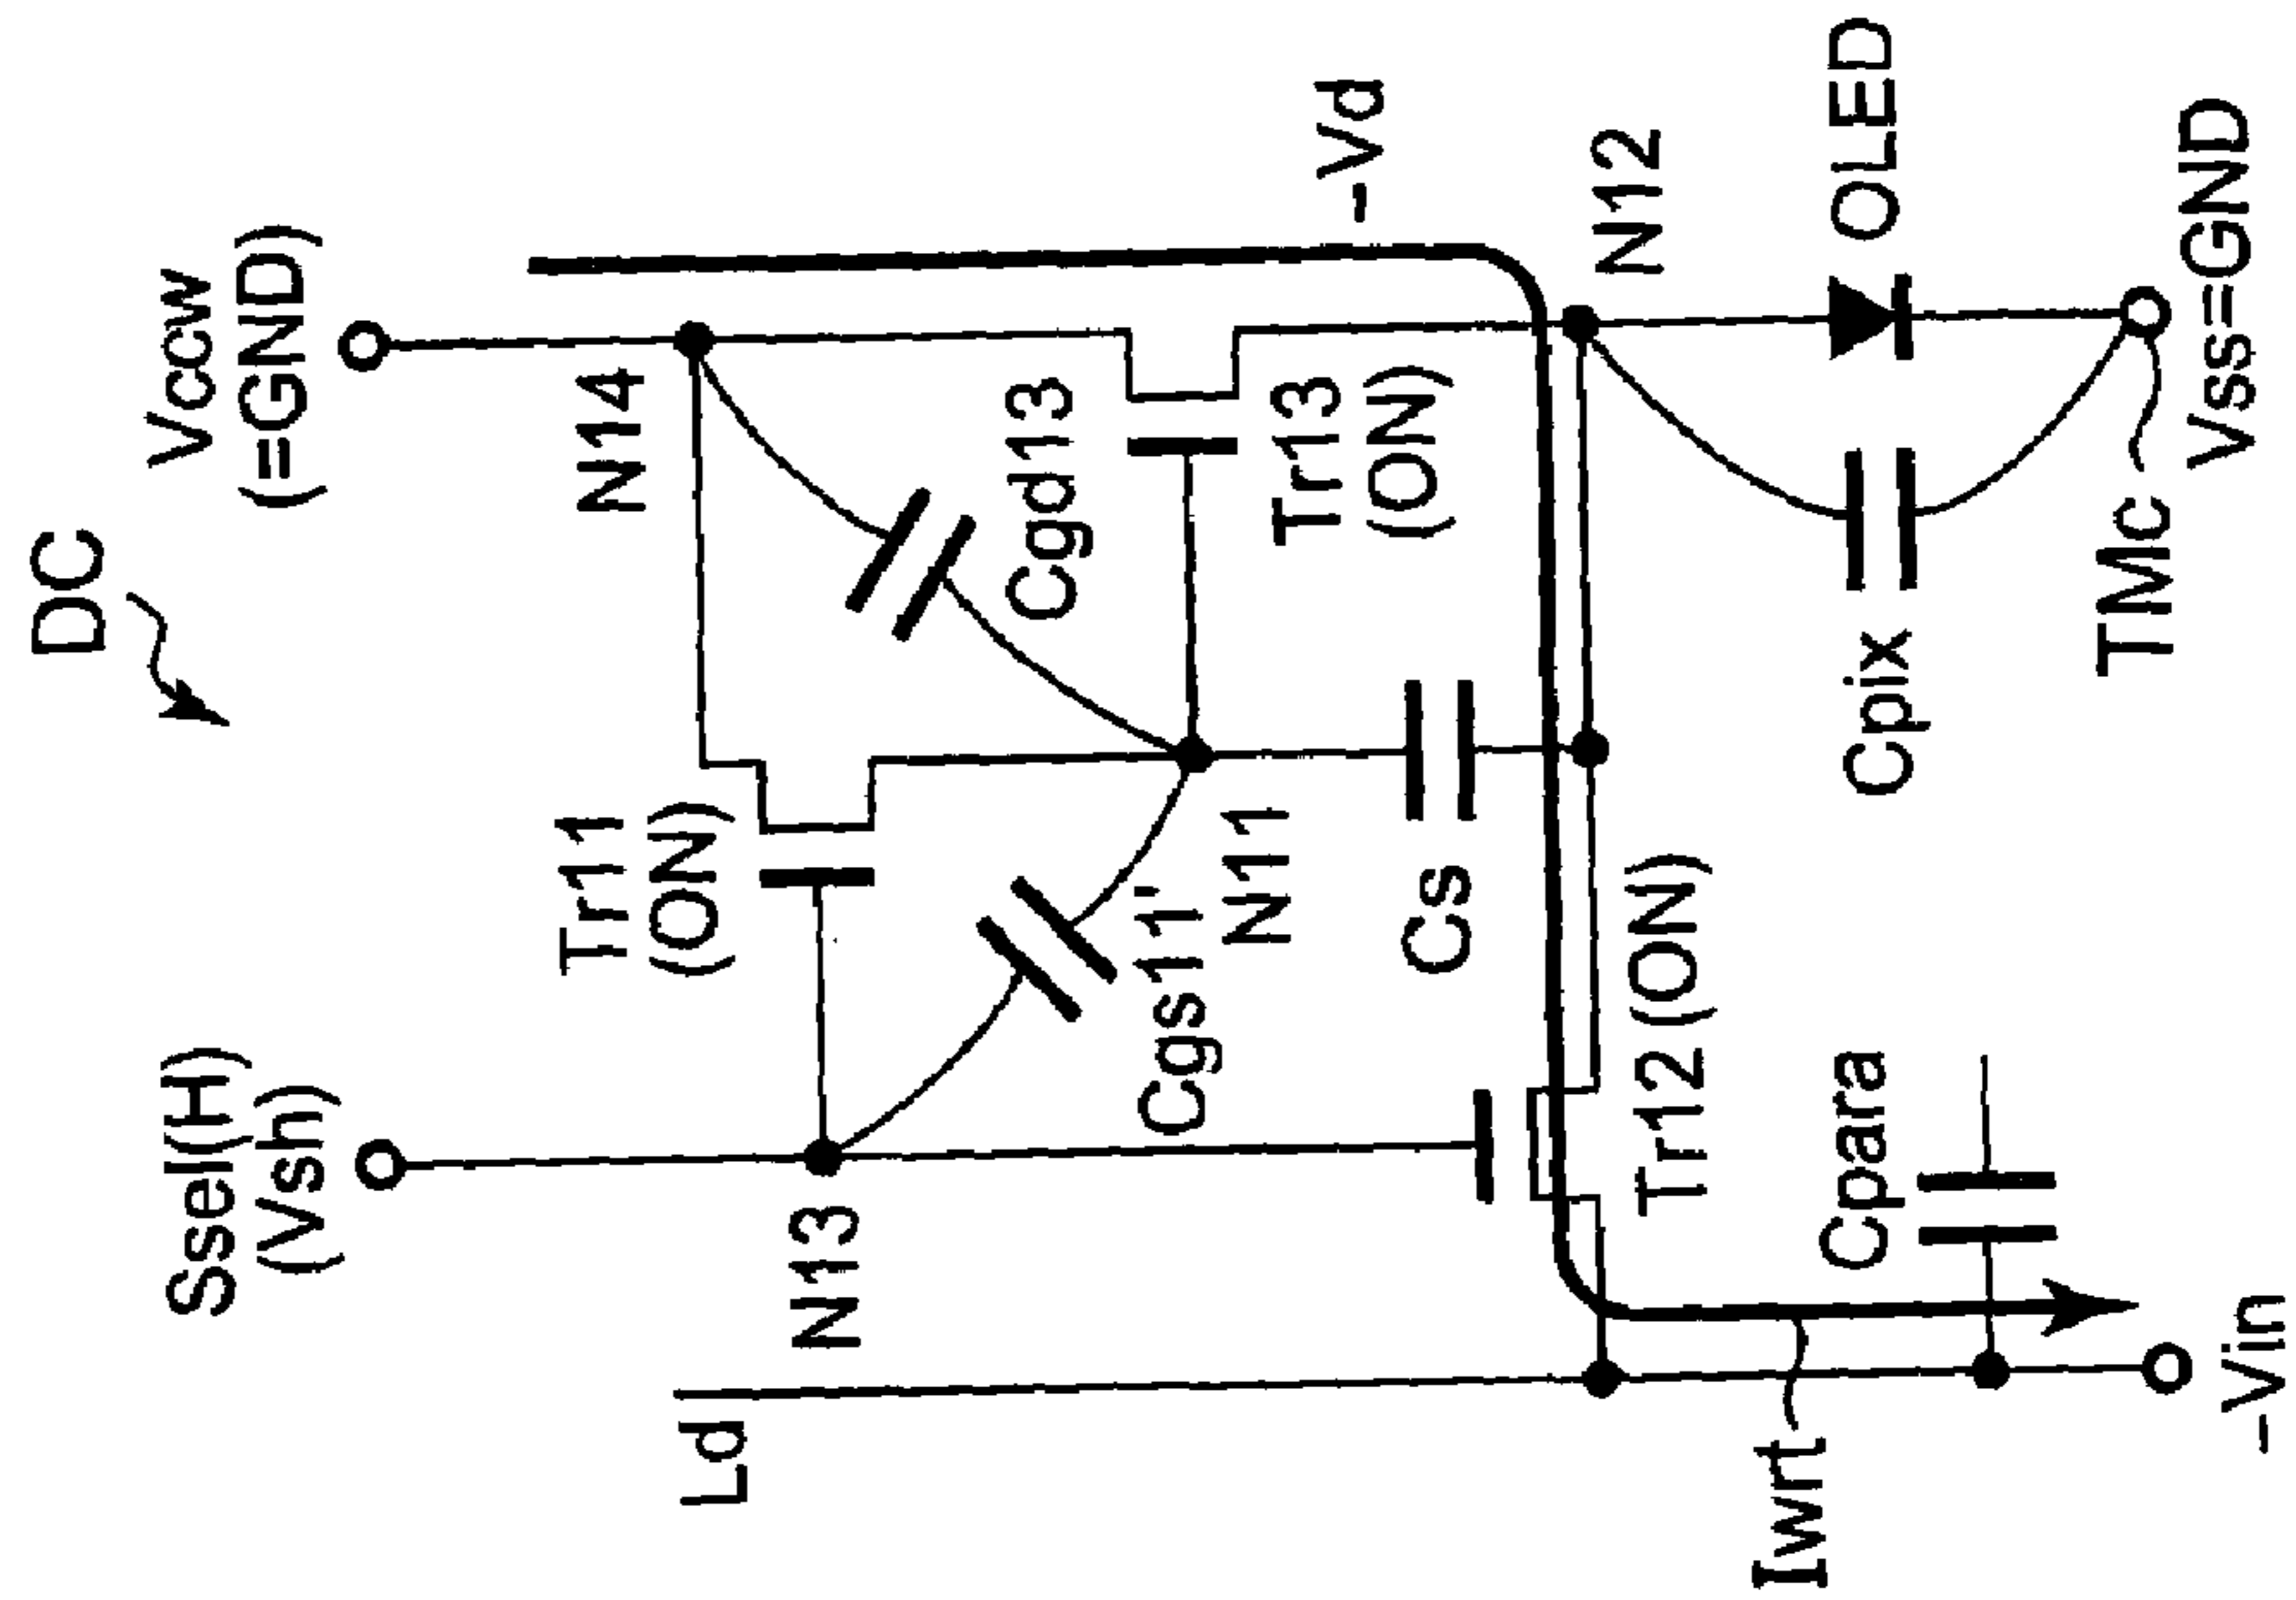 DC
Ssel(H)
(Vsh)
Vccw
(=GND)
N14
Tr11
(ON)
N13
Ld
Cgd13
Cgs11'
N11
Tr13
(ON)
-Vd
Cs
N12
Tr12 (ON)
Iwrt
Cpara
Cpix
OLED
TMc
-Vin
Vss=GND